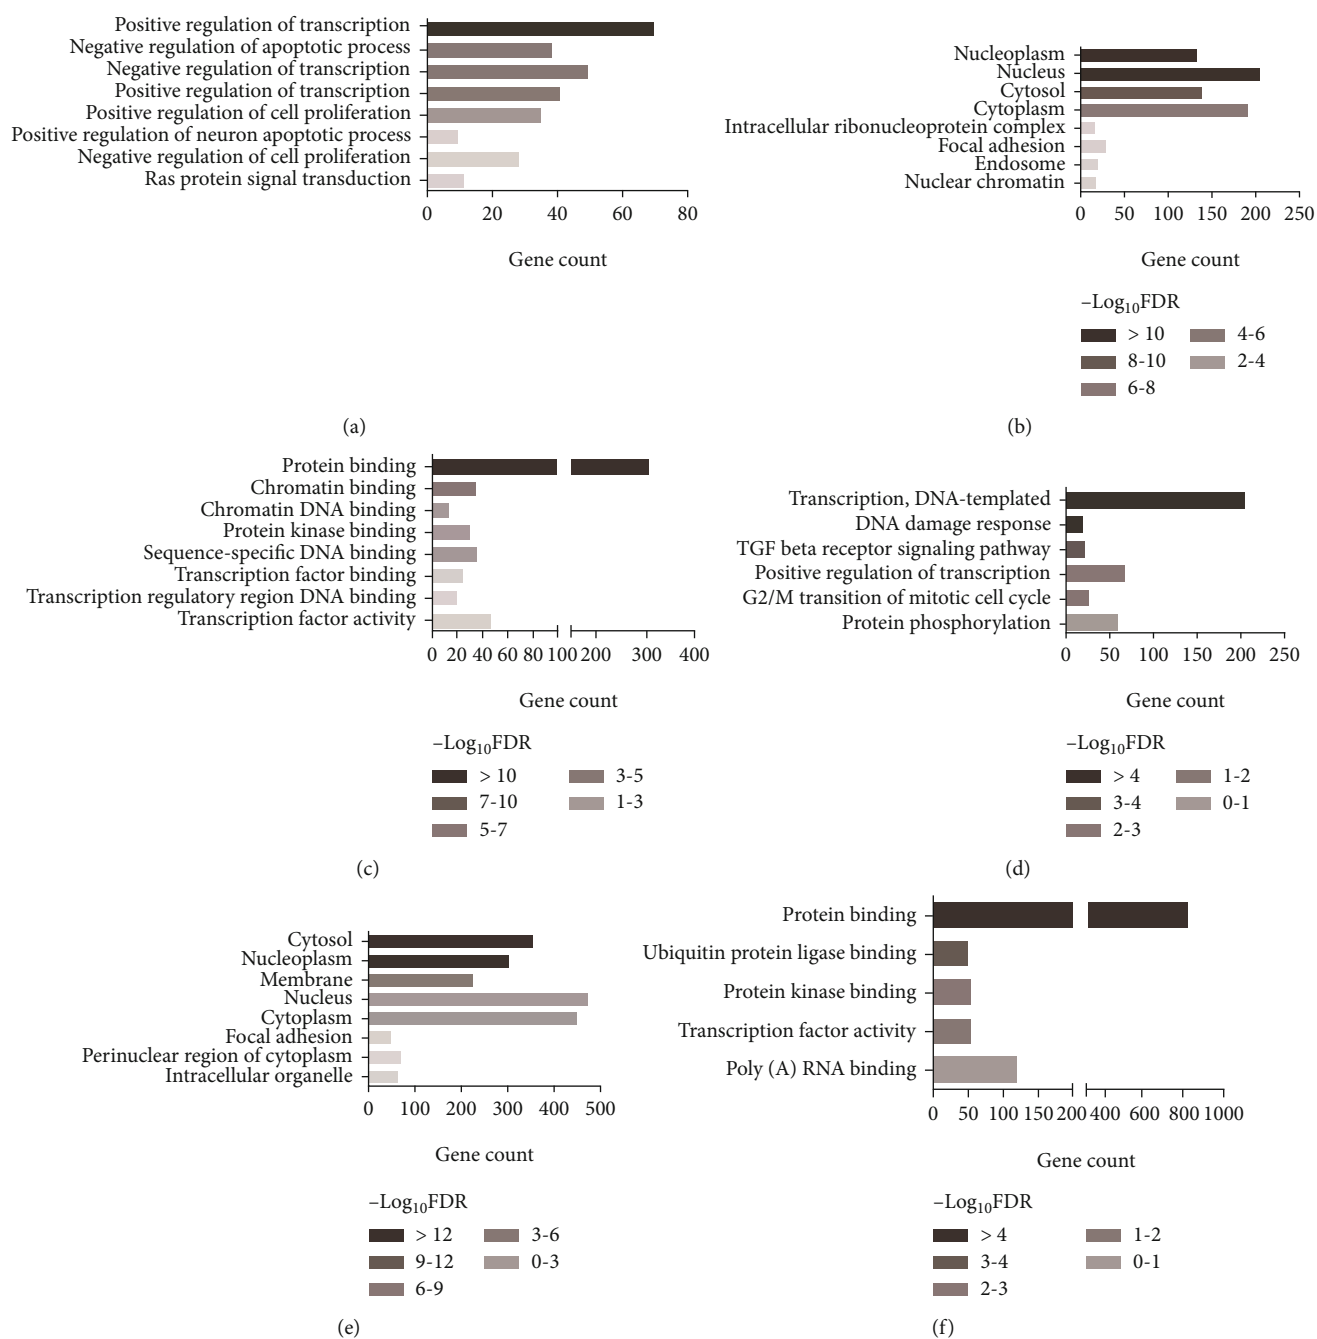 Positive regulation of transcription
Negative regulation of apoptotic process
Negative regulation of transcription
Positive regulation of transcription
Positive regulation of cell proliferation
Positive regulation of neuron apoptotic process
Negative regulation of cell proliferation
Ras protein signal transduction
0 20 40 60 80
Gene count
(a)
Nucleoplasm
Nucleus
Cytosol
Cytoplasm
Intracellular ribonucleoprotein complex
Focal adhesion
Endosome
Nuclear chromatin
0 50 100 150 200 250
Gene count
–Log10FDR
> 10 4-6
8-10 2-4
6-8
(b)
Protein binding
Chromatin binding
Chromatin DNA binding
Protein kinase binding
Sequence-specific DNA binding
Transcription factor binding
Transcription regulatory region DNA binding
Transcription factor activity
0 20 40 60 80 100 200 300 400
Gene count
–Log10FDR
> 10 3-5
7-10 1-3
5-7
(c)
Transcription, DNA-templated
DNA damage response
TGF beta receptor signaling pathway
Positive regulation of transcription
G2/M transition of mitotic cell cycle
Protein phosphorylation
0 50 100 150 200 250
Gene count
–Log10FDR
> 4 1-2
3-4 0-1
2-3
(d)
Cytosol
Nucleoplasm
Membrane
Nucleus
Cytoplasm
Focal adhesion
Perinuclear region of cytoplasm
Intracellular organelle
0 100 200 300 400 500
Gene count
–Log10FDR
> 12 3-6
9-12 0-3
6-9
(e)
Protein binding
Ubiquitin protein ligase binding
Protein kinase binding
Transcription factor activity
Poly (A) RNA binding
0 50 100 150 200 400 600 800 1000
Gene count
–Log10FDR
> 4 1-2
3-4 0-1
2-3
(f)